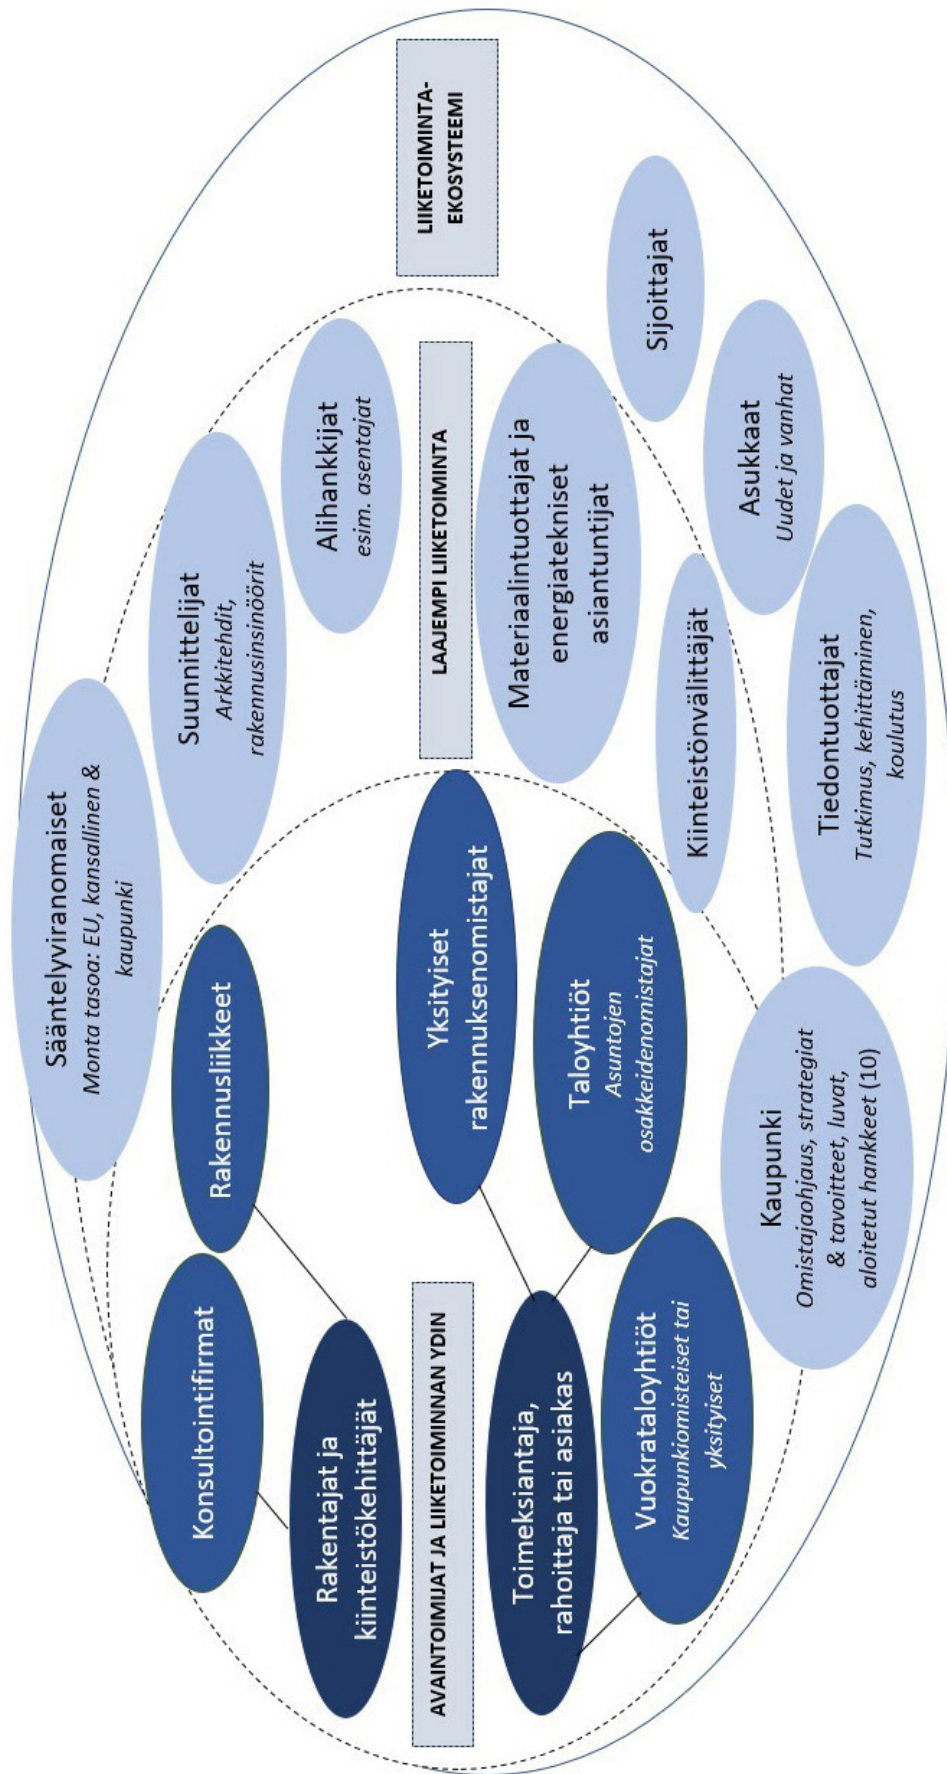 Sääntelyviranomaiset
Monta tasoa: EU, kansallinen &
kaupunki
Suunnittelijat
Arkkitehdit,
rakennusinsinöörit
Alihankkijat
esim. asentajat
Konsultointifirmat
Rakennusliikkeet
Rakentajat ja
kiinteistökehittäjät
AVAINTOIMIJAT JA LIIKETOIMINNAN YDIN
LAAJEMPI LIIKETOIMINTA
LIIKETOIMINTA-
EKOSYSTEEMI
Yksityiset
rakennuksenomistajat
Toimeksiantaja,
rahoittaja tai asiakas
Taloyhtiöt
Asuntojen
osakkeidenomistajat
Vuokrataloyhtiöt
Kaupunkiomisteiset tai
yksityiset
Materiaalintuottajat ja
energiatekniset
asiantuntijat
Sijoittajat
Kiinteistönvälittäjät
Asukkaat
Uudet ja vanhat
Kaupunki
Omistajaohjaus, strategiat
& tavoitteet, luvat,
aloitetut hankkeet (10)
Tiedontuottajat
Tutkimus, kehittäminen,
koulutus